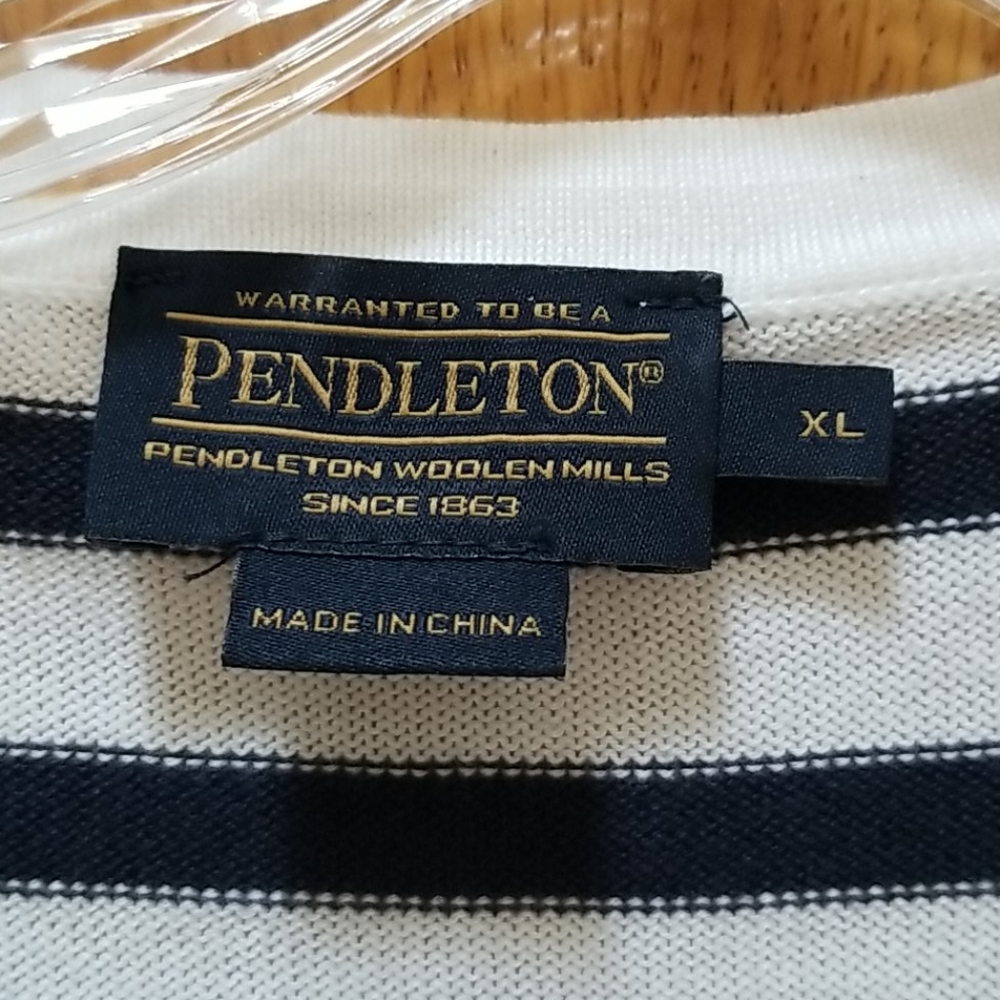 WARRANTED TO BE A
PENDLETON®
PENDLETON WOOLEN MILLS
SINCE 1863
XL
MADE IN CHINA